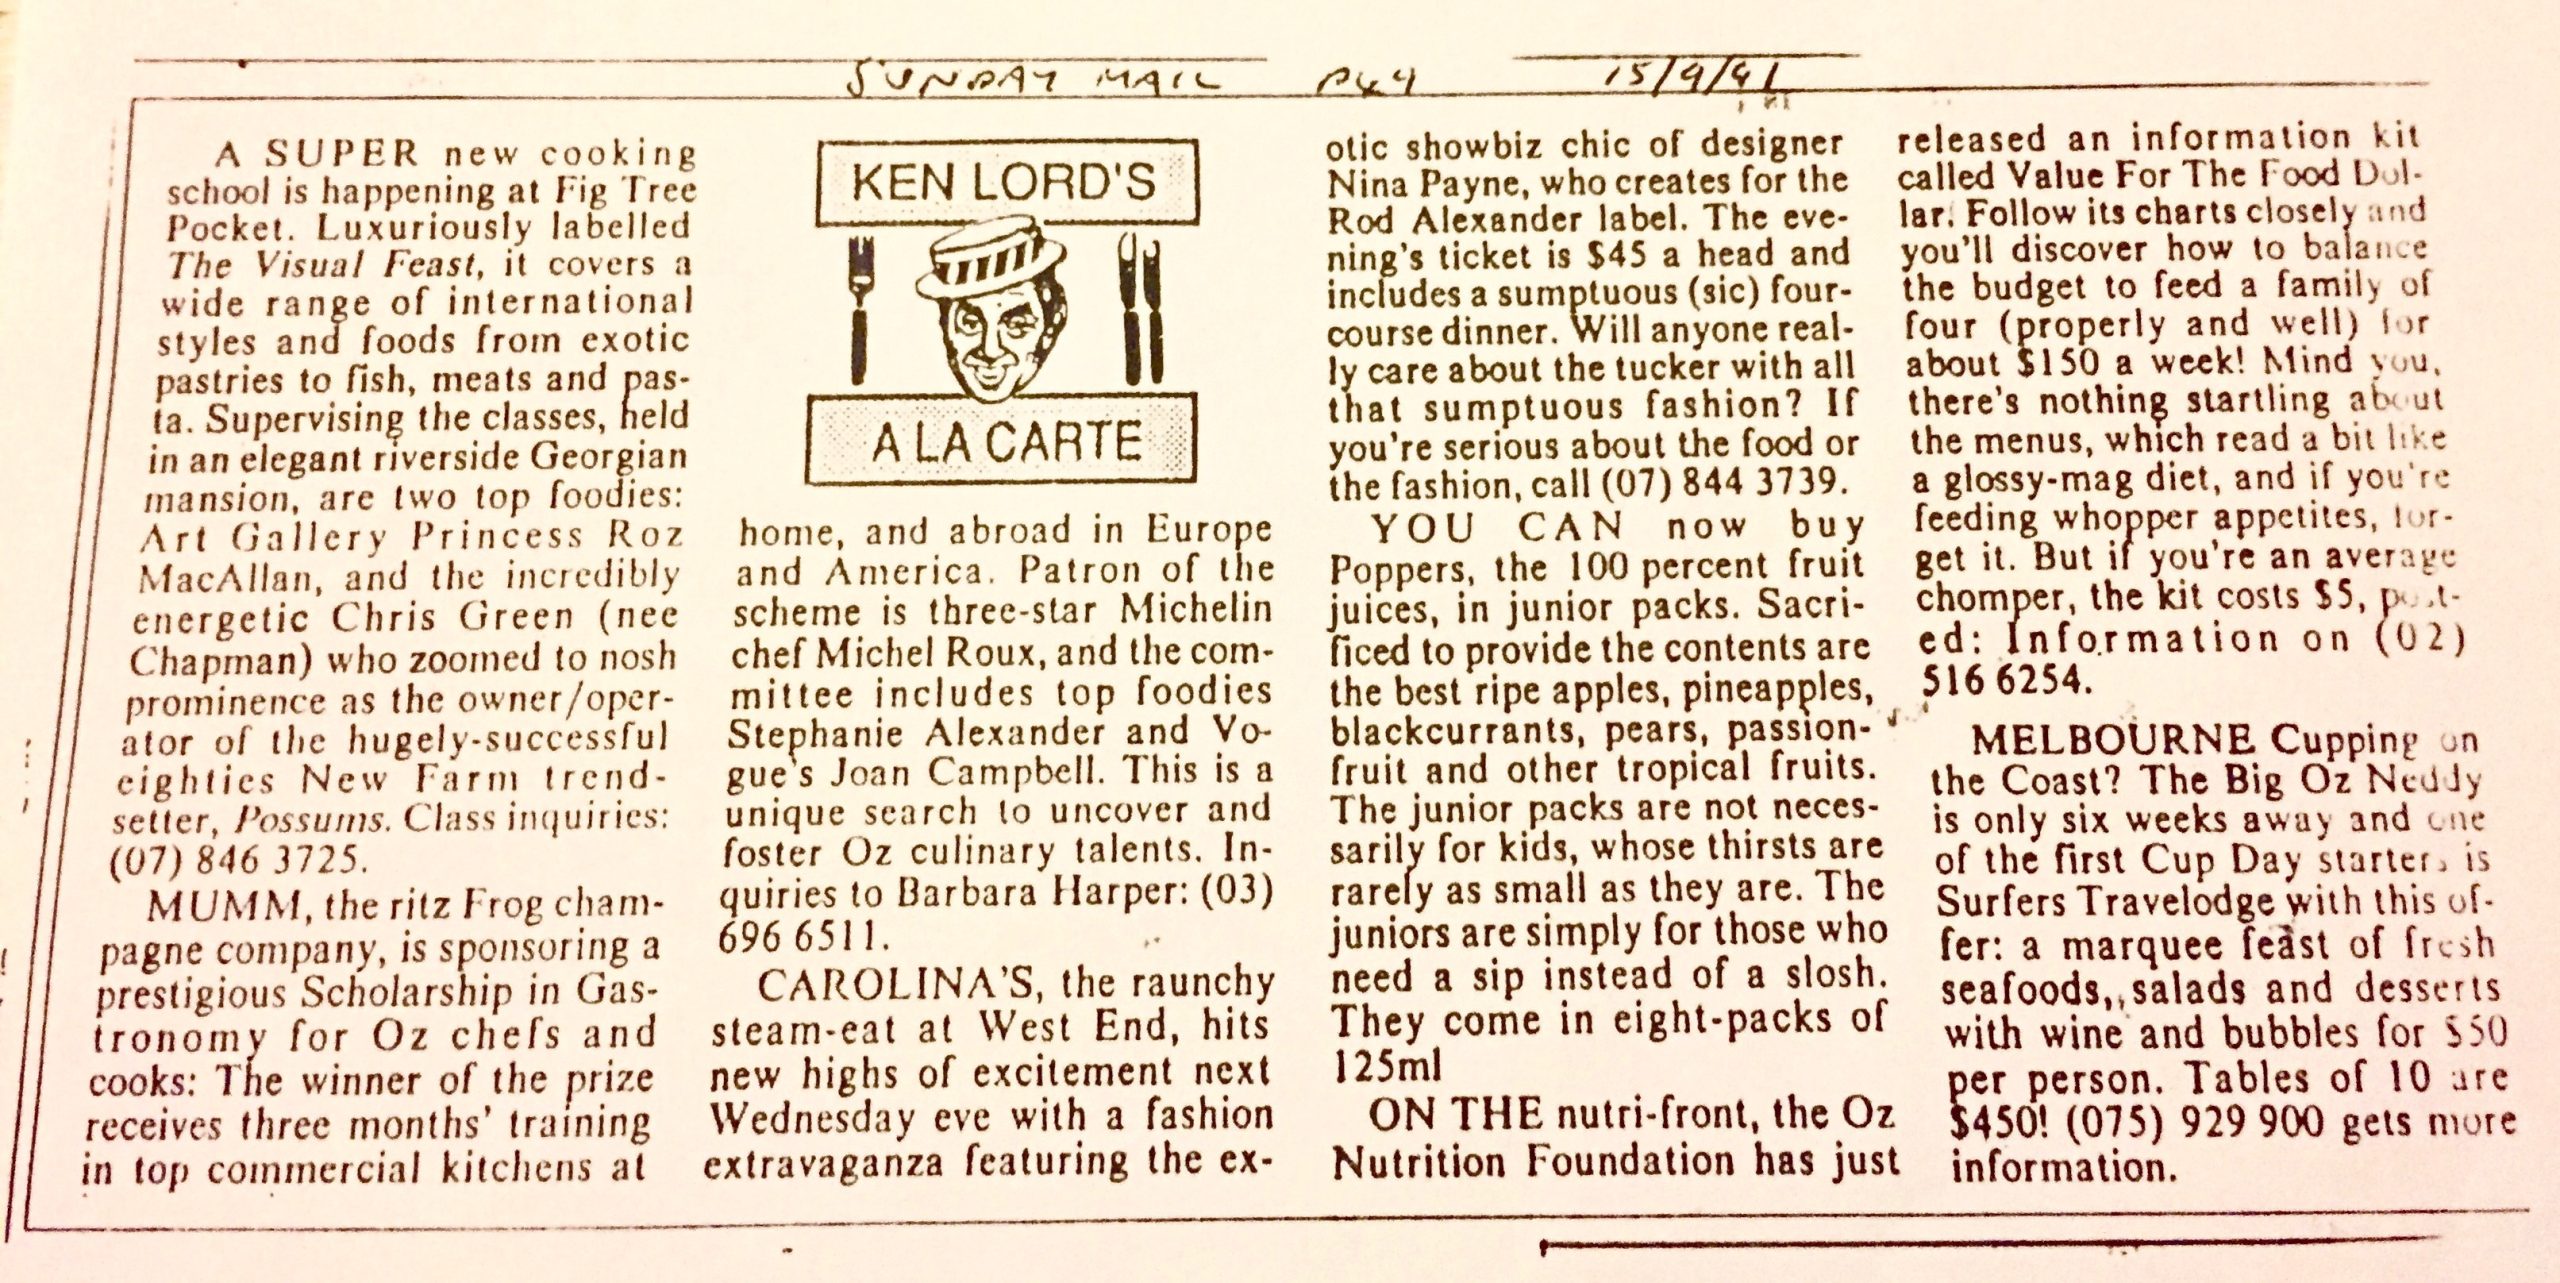 SUNDAY MAIL P44 15/9/91
A SUPER new cooking
school is happening at Fig Tree
Pocket. Luxuriously labelled
The Visual Feast, it covers a
wide range of international
styles and foods from exotic
pastries to fish, meats and pas-
ta. Supervising the classes, held
in an elegant riverside Georgian
mansion, are two top foodies:
Art Gallery Princess Roz
MacAllan, and the incredibly
energetic Chris Green (nee
Chapman) who zoomed to nosh
prominence as the owner/oper-
ator of the hugely-successful
eighties New Farm trend-
setter, Possums. Class inquiries:
(07) 846 3725.
MUMM, the ritz Frog cham-
pagne company, is sponsoring a
prestigious Scholarship in Gas-
tronomy for Oz chefs and
cooks: The winner of the prize
receives three months' training
in top commercial kitchens at
KEN LORD'S
A LA CARTE
home, and abroad in Europe
and America. Patron of the
scheme is three-star Michelin
chef Michel Roux, and the com-
mittee includes top foodies
Stephanie Alexander and Vo-
gue's Joan Campbell. This is a
unique search to uncover and
foster Oz culinary talents. In-
quiries to Barbara Harper: (03)
696 6511.
CAROLINA'S, the raunchy
steam-eat at West End, hits
new highs of excitement next
Wednesday eve with a fashion
extravaganza featuring the ex-
otic showbiz chic of designer
Nina Payne, who creates for the
Rod Alexander label. The eve-
ning's ticket is $45 a head and
includes a sumptuous (sic) four-
course dinner. Will anyone real-
ly care about the tucker with all
that sumptuous fashion? If
you're serious about the food or
the fashion, call (07) 844 3739.
YOU CAN now buy
Poppers, the 100 percent fruit
juices, in junior packs. Sacri-
ficed to provide the contents are
the best ripe apples, pineapples,
blackcurrants, pears, passion-
fruit and other tropical fruits.
The junior packs are not neces-
sarily for kids, whose thirsts are
rarely as small as they are. The
juniors are simply for those who
need a sip instead of a slosh.
They come in eight-packs of
125ml
ON THE nutri-front, the Oz
Nutrition Foundation has just
released an information kit
called Value For The Food Dol-
lar. Follow its charts closely and
you'll discover how to balance
the budget to feed a family of
four (properly and well) for
about $150 a week! Mind you,
there's nothing startling about
the menus, which read a bit like
a glossy-mag diet, and if you're
feeding whopper appetites, for-
get it. But if you're an average
chomper, the kit costs $5, post-
ed: Information on (02)
516 6254.
MELBOURNE Cupping on
the Coast? The Big Oz Neddy
is only six weeks away and one
of the first Cup Day starters is
Surfers Travelodge with this of-
fer: a marquee feast of fresh
seafoods, salads and desserts
with wine and bubbles for $50
per person. Tables of 10 are
$450! (075) 929 900 gets more
information.